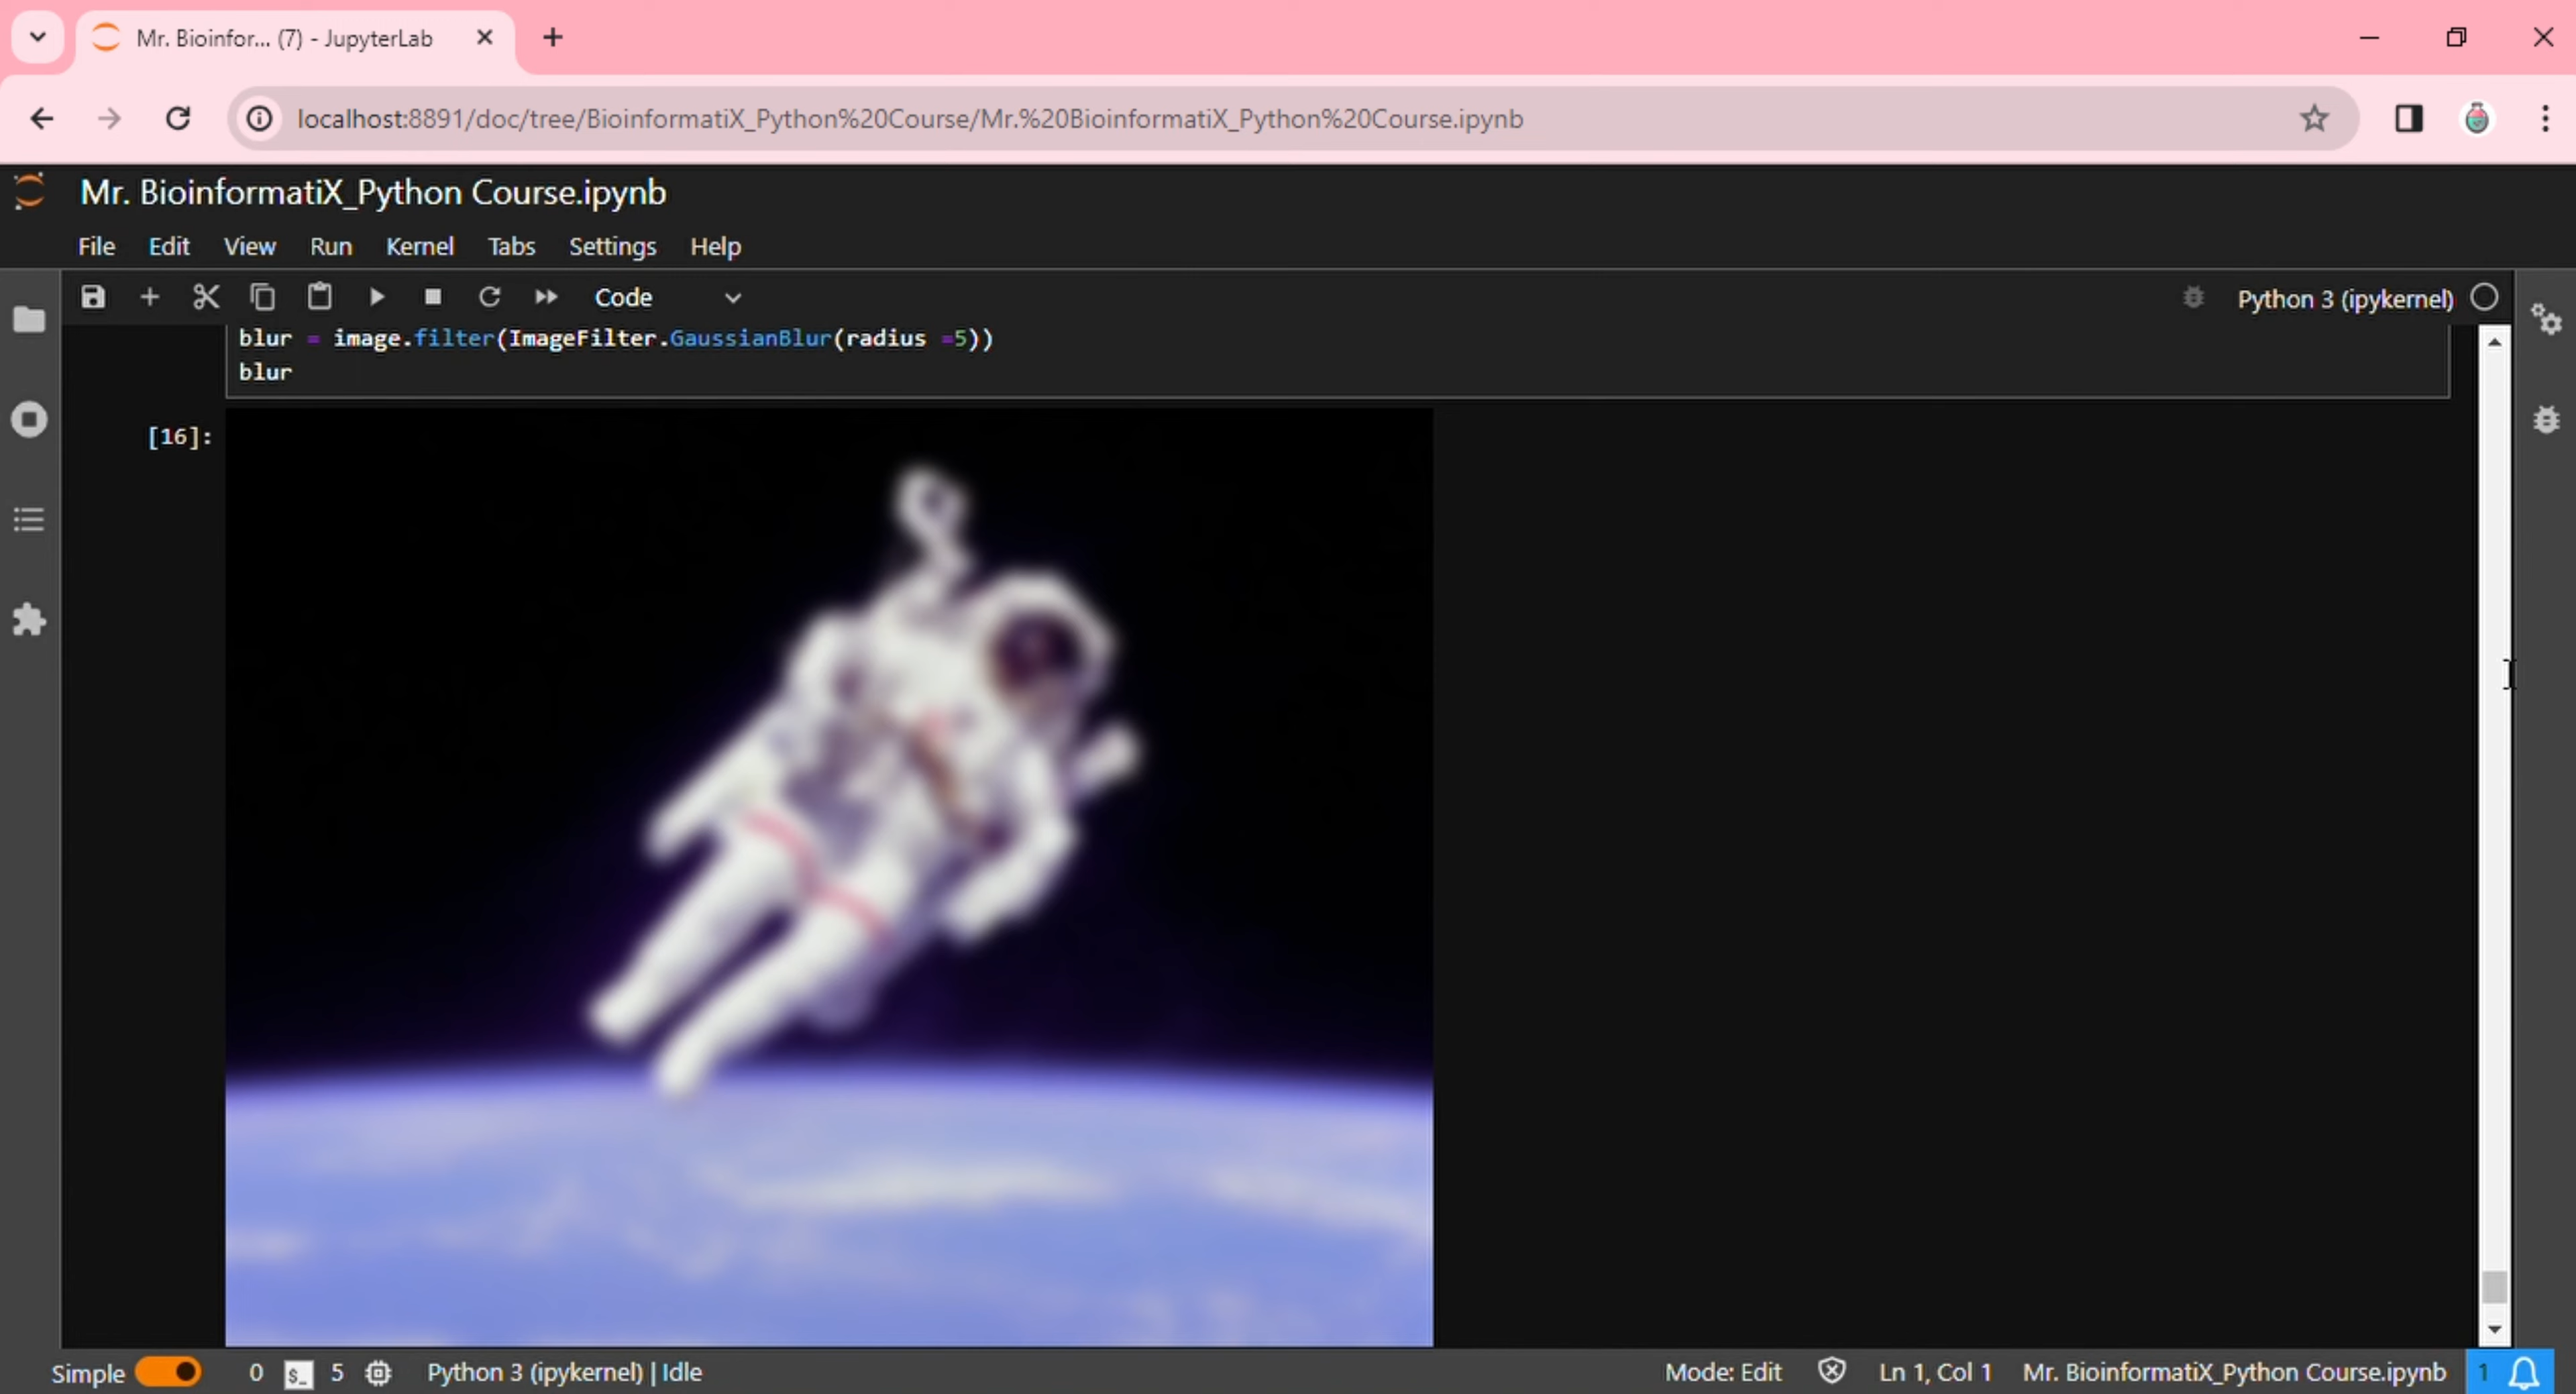 Mr. Bioinfor... (7) - JupyterLab
localhost:8891/doc/tree/BioinformatiX_Python%20Course/Mr.%20BioinformatiX_Python%20Course.ipynb
Mr. BioinformatiX_Python Course.ipynb
File Edit View Run Kernel Tabs Settings Help
Code Python 3 (ipykernel)
blur = image.filter(ImageFilter.GaussianBlur(radius =5))
blur
[16]:
Simple 0 $_ 5 Python 3 (ipykernel) | Idle Mode: Edit Ln 1, Col 1 Mr. BioinformatiX_Python Course.ipynb 1